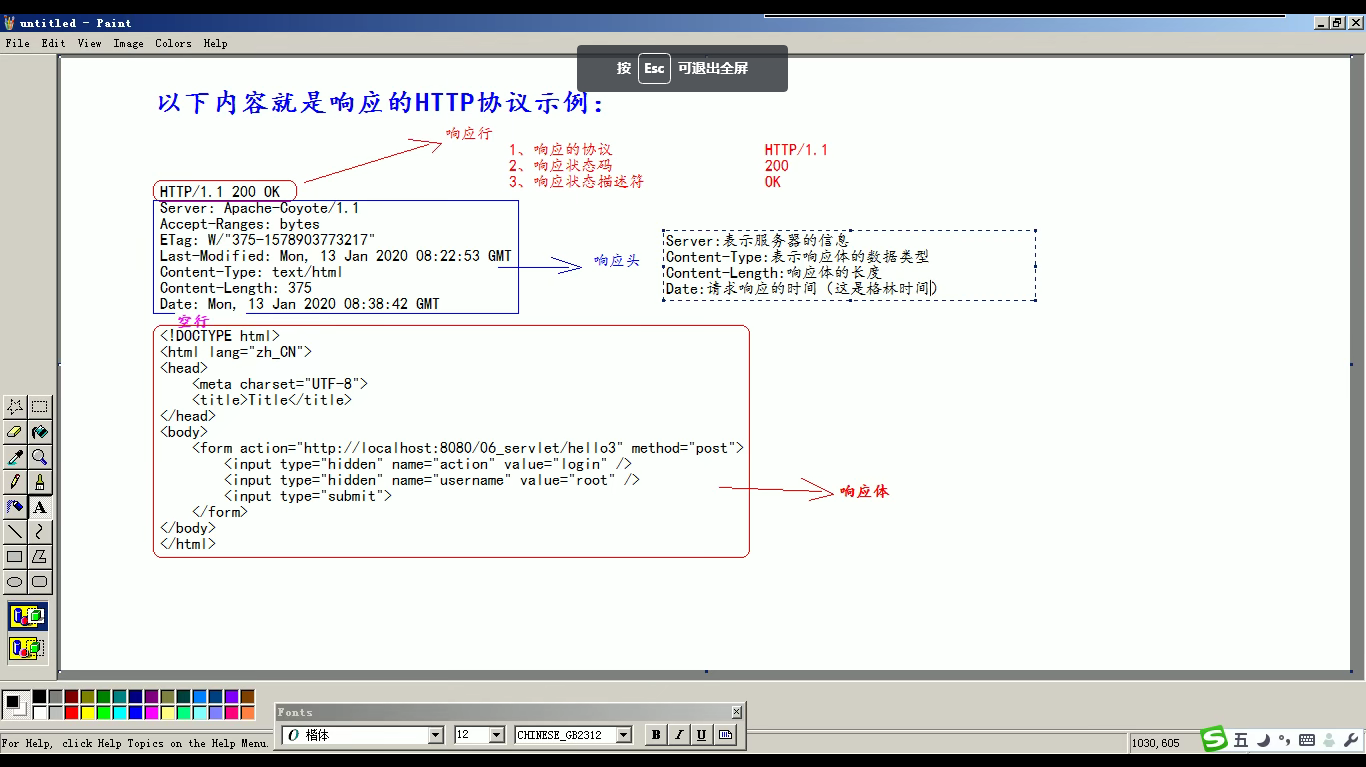 untitled - Paint
File Edit View Image Colors Help
按 Esc 可退出全屏
以下内容就是响应的HTTP协议示例：
响应行
1、响应的协议 HTTP/1.1
2、响应状态码 200
3、响应状态描述符 OK
HTTP/1.1 200 OK
Server: Apache-Coyote/1.1
Accept-Ranges: bytes
ETag: W/"375-1578903773217"
Last-Modified: Mon, 13 Jan 2020 08:22:53 GMT
Content-Type: text/html
Content-Length: 375
Date: Mon, 13 Jan 2020 08:38:42 GMT
响应头
Server:表示服务器的信息
Content-Type:表示响应体的数据类型
Content-Length:响应体的长度
Date:请求响应的时间（这是格林时间）
空行
<!DOCTYPE html>
<html lang="zh_CN">
<head>
    <meta charset="UTF-8">
    <title>Title</title>
</head>
<body>
    <form action="http://localhost:8080/06_servlet/hello3" method="post">
        <input type="hidden" name="action" value="login" />
        <input type="hidden" name="username" value="root" />
        <input type="submit">
    </form>
</body>
</html>
响应体
A
Fonts
O 楷体 12 CHINESE_GB2312 B I U
For Help, click Help Topics on the Help Menu.
1030,605
S 五